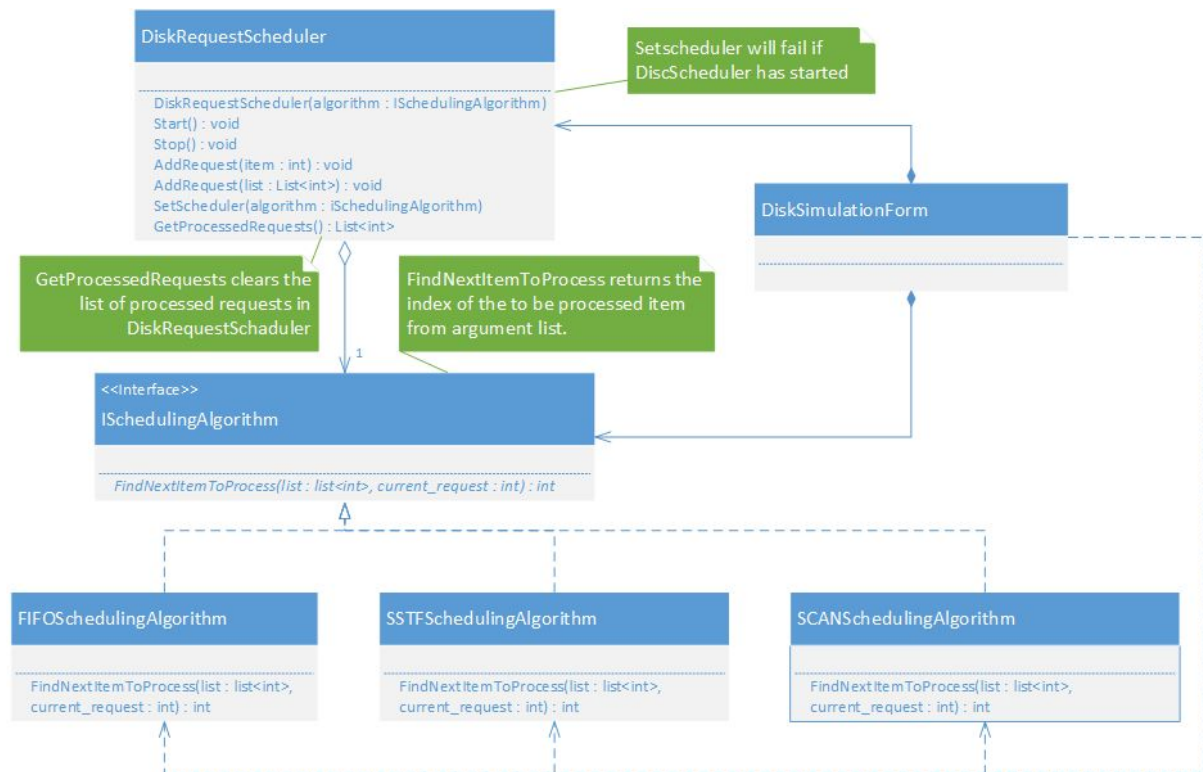 DiskRequestScheduler
DiskRequestScheduler(algorithm : ISchedulingAlgorithm)
Start() : void
Stop() : void
AddRequest(item : int) : void
AddRequest(list : List<int>) : void
SetScheduler(algorithm : iSchedulingAlgorithm)
GetProcessedRequests() : List<int>
Setscheduler will fail if
DiscScheduler has started
DiskSimulationForm
GetProcessedRequests clears the
list of processed requests in
DiskRequestSchaduler
FindNextItemToProcess returns the
index of the to be processed item
from argument list.
1
<<Interface>>
ISchedulingAlgorithm
FindNextItemToProcess(list : list<int>, current_request : int) : int
FIFOSchedulingAlgorithm
FindNextItemToProcess(list : list<int>,
current_request : int) : int
SSTFSchedulingAlgorithm
FindNextItemToProcess(list : list<int>,
current_request : int) : int
SCANSchedulingAlgorithm
FindNextItemToProcess(list : list<int>,
current_request : int) : int